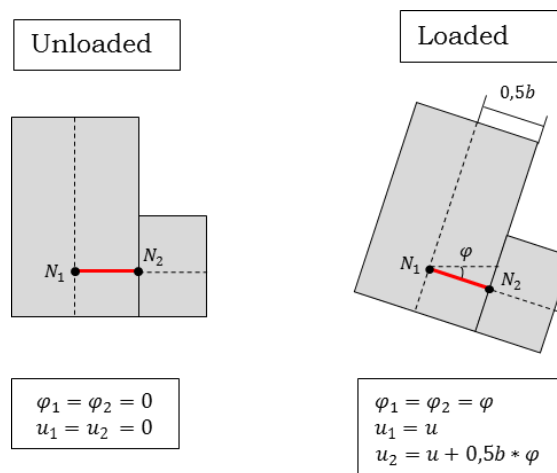 Unloaded
Loaded
0,5b
N₁
N₂
N₁
N₂
φ
φ₁ = φ₂ = 0
u₁ = u₂ = 0
φ₁ = φ₂ = φ
u₁ = u
u₂ = u + 0,5b * φ